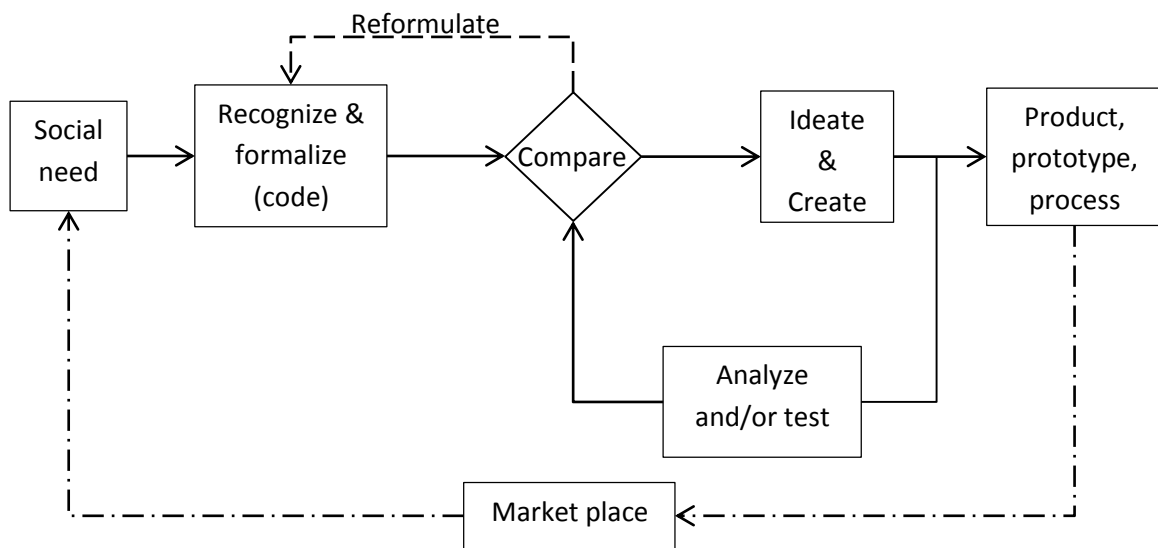 Reformulate
Social
need
Recognize &
formalize
(code)
Compare
Ideate
&
Create
Product,
prototype,
process
Analyze
and/or test
Market place